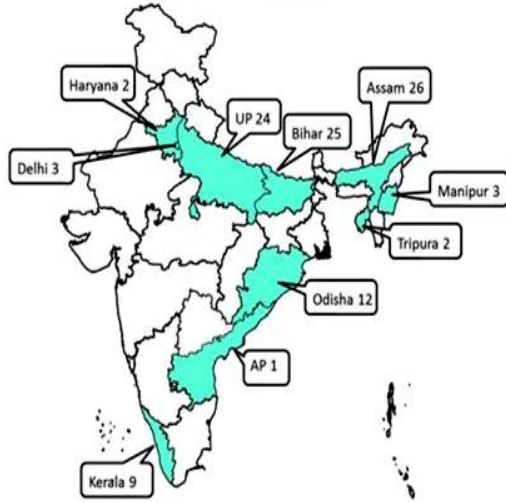 Haryana 2
Assam 26
UP 24
Bihar 25
Delhi 3
Manipur 3
Tripura 2
Odisha 12
AP 1
Kerala 9